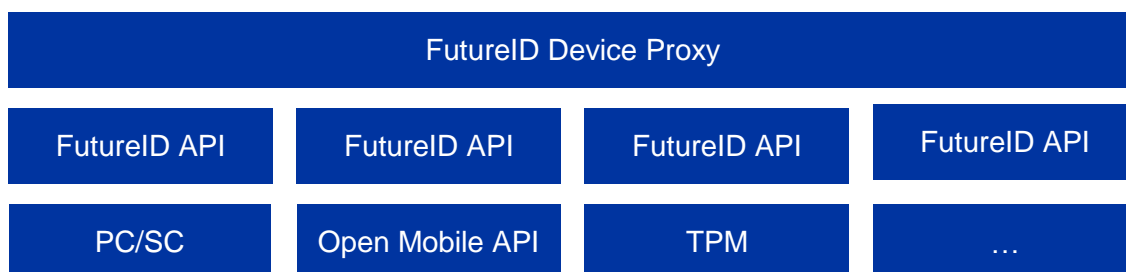 FutureID Device Proxy
FutureID API
FutureID API
FutureID API
FutureID API
PC/SC
Open Mobile API
TPM
…